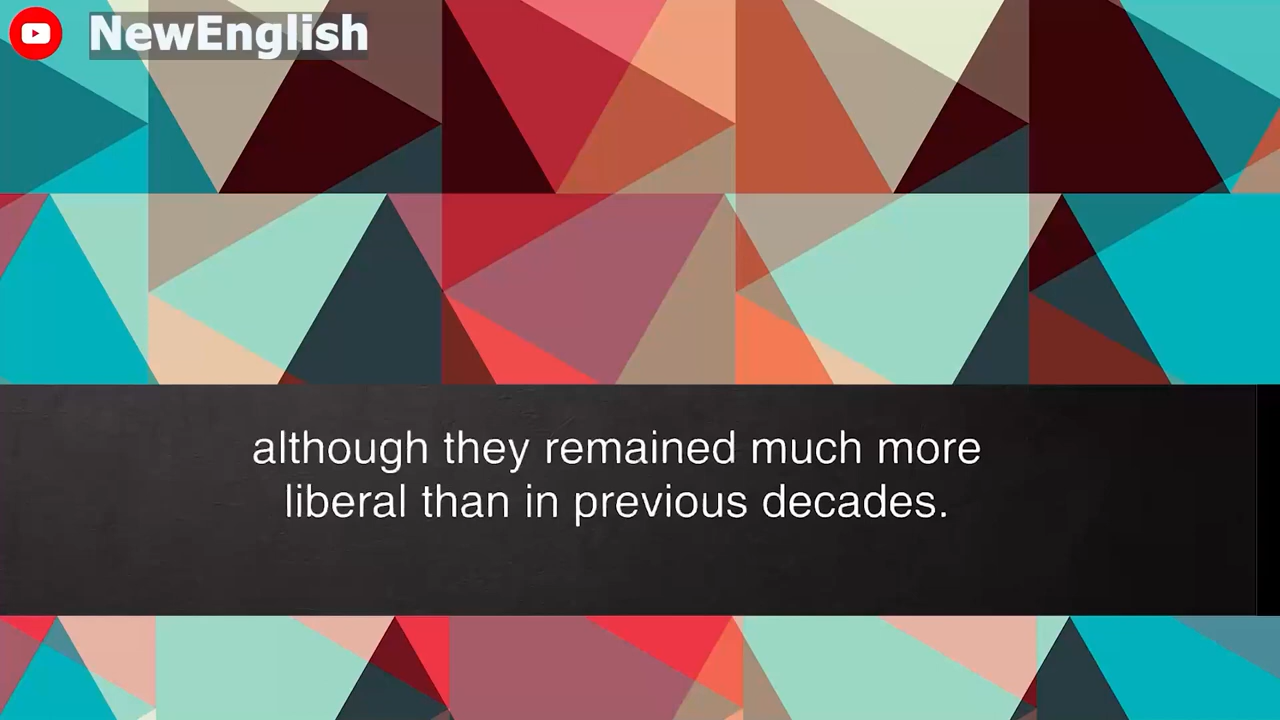 NewEnglish
although they remained much more
liberal than in previous decades.